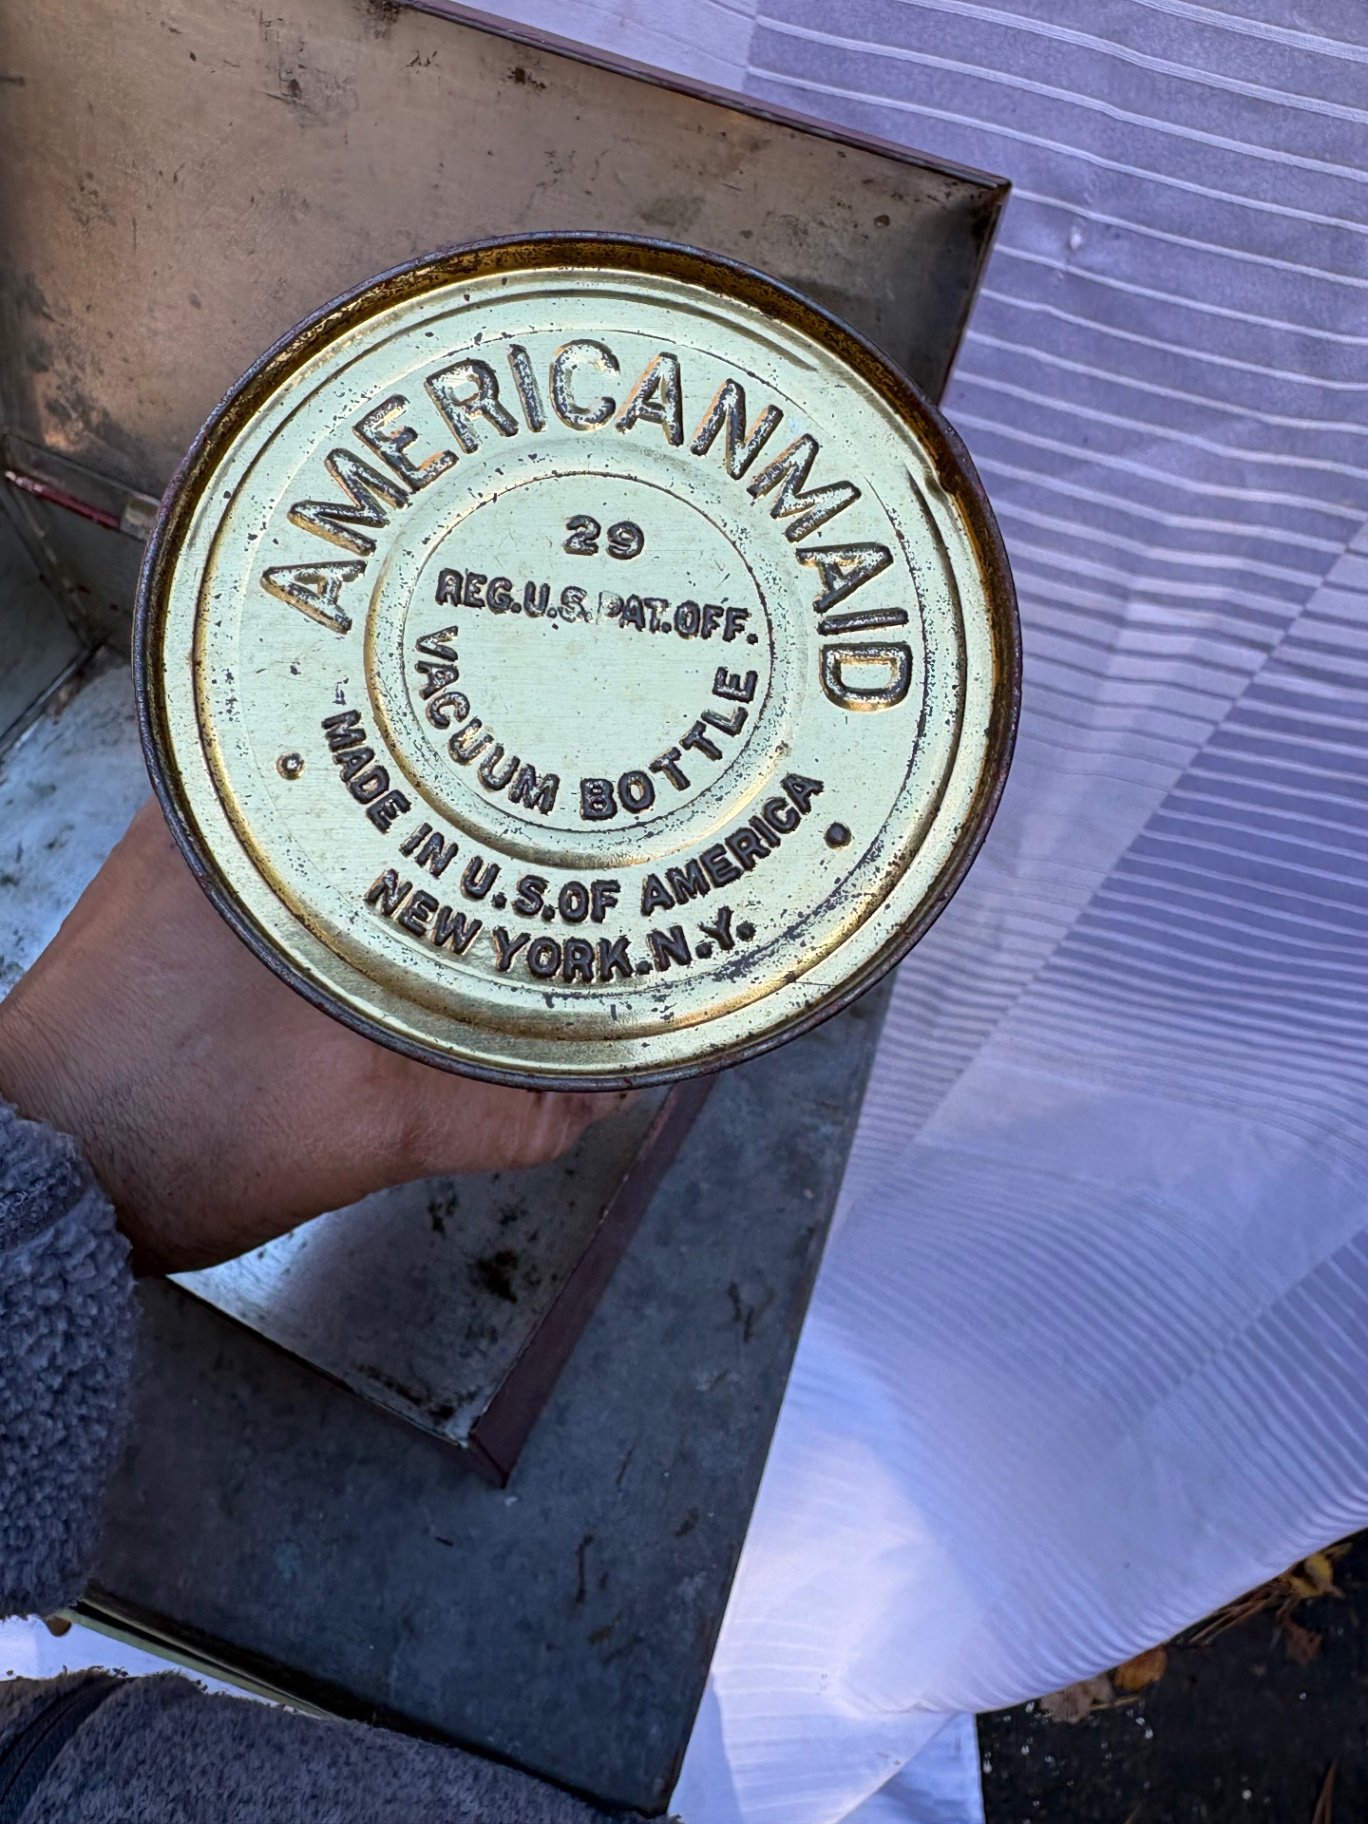 AMERICANMAID
29
REG.U.S.PAT.OFF.
VACUUM BOTTLE
MADE IN U.S.OF AMERICA
NEW YORK.N.Y.